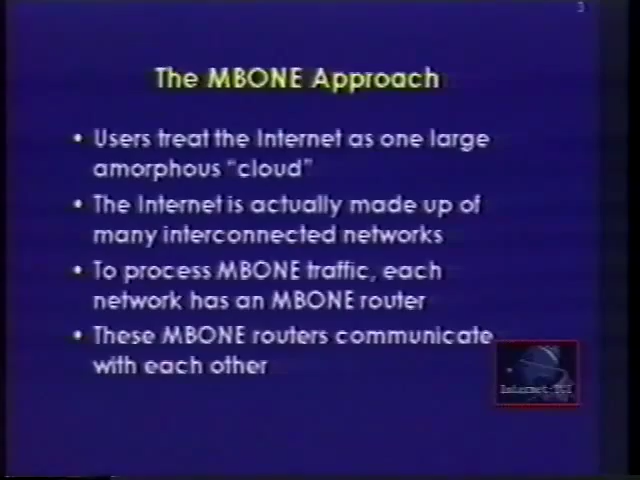 3
The MBONE Approach
• Users treat the Internet as one large
amorphous “cloud”
• The Internet is actually made up of
many interconnected networks
• To process MBONE traffic, each
network has an MBONE router
• These MBONE routers communicate
with each other
Internet